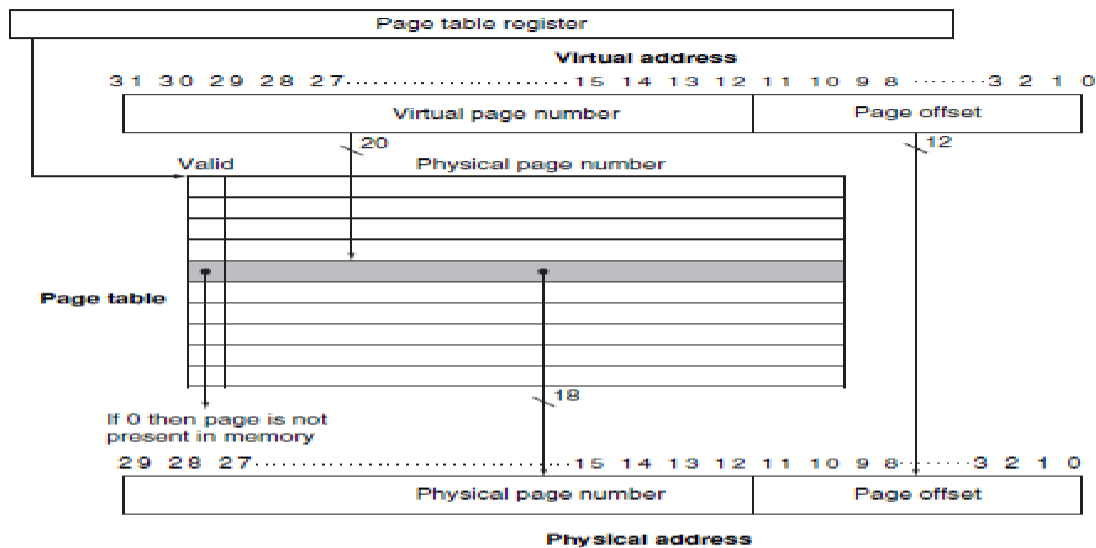 Page table register
Virtual address
31 30 29 28 27.......................15 14 13 12 11 10 9 8 .......3 2 1 0
Virtual page number Page offset
20 12
Valid Physical page number
Page table
18
If 0 then page is not
present in memory
29 28 27................................15 14 13 12 11 10 9 8.......3 2 1 0
Physical page number Page offset
Physical address